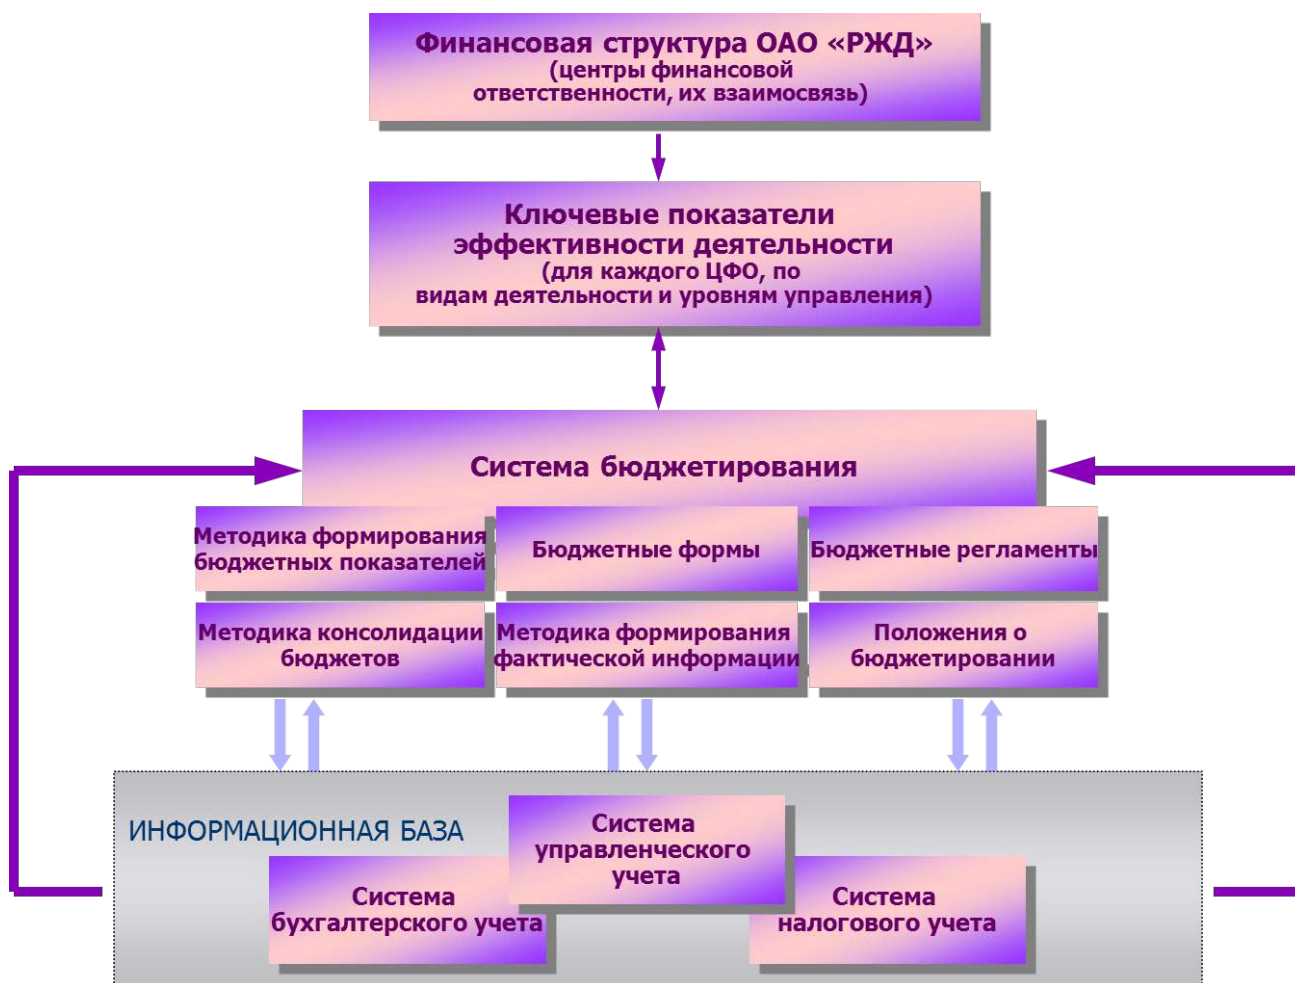 Финансовая структура ОАО «РЖД»
(центры финансовой
ответственности, их взаимосвязь)
Ключевые показатели
эффективности деятельности
(для каждого ЦФО, по
видам деятельности и уровням управления)
Система бюджетирования
Методика формирования
бюджетных показателей
Бюджетные формы
Бюджетные регламенты
Методика консолидации
бюджетов
Методика формирования
фактической информации
Положения о
бюджетировании
ИНФОРМАЦИОННАЯ БАЗА
Система
управленческого
учета
Система
бухгалтерского учета
Система
налогового учета